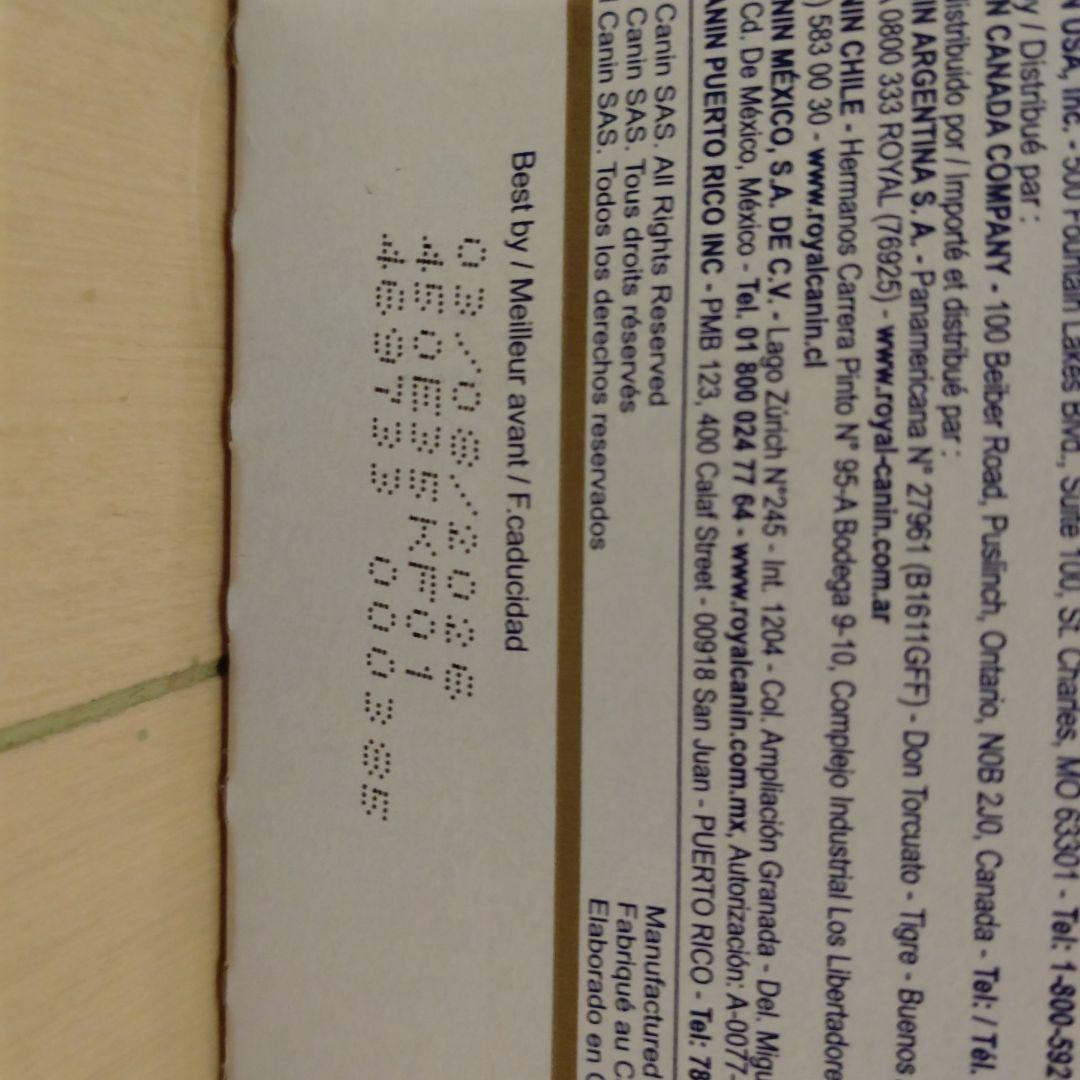 N USA, Inc. - 500 Fountain Lakes Blvd., Suite 100, St. Charles, MO 63301 - Tel: 1-800-592
y / Distribué par :
N CANADA COMPANY - 100 Beiber Road, Puslinch, Ontario, N0B 2J0, Canada - Tel: / Tél.
distribuido por / Importé et distribué par :
IN ARGENTINA S. A. - Panamericana N° 27961 (B1611GFF) - Don Torcuato - Tigre - Buenos
0800 333 ROYAL (76925) - www.royal-canin.com.ar
NIN CHILE - Hermanos Carrera Pinto N° 95-A Bodega 9-10, Complejo Industrial Los Libertadore
) 583 00 30 - www.royalcanin.cl
NIN MÉXICO, S.A. DE C.V. - Lago Zúrich N°245 - Int. 1204 - Col. Ampliación Granada - Del. Migu
Cd. De México, México - Tel. 01 800 024 77 64 - www.royalcanin.com.mx, Autorización: A-0077-
ANIN PUERTO RICO INC - PMB 123, 400 Calaf Street - 00918 San Juan - PUERTO RICO - Tel: 78
Canin SAS. All Rights Reserved
Canin SAS. Tous droits réservés
l Canin SAS. Todos los derechos reservados
Manufactured
Fabriqué au C
Elaborado en C
Best by / Meilleur avant / F.caducidad
03/08/2026